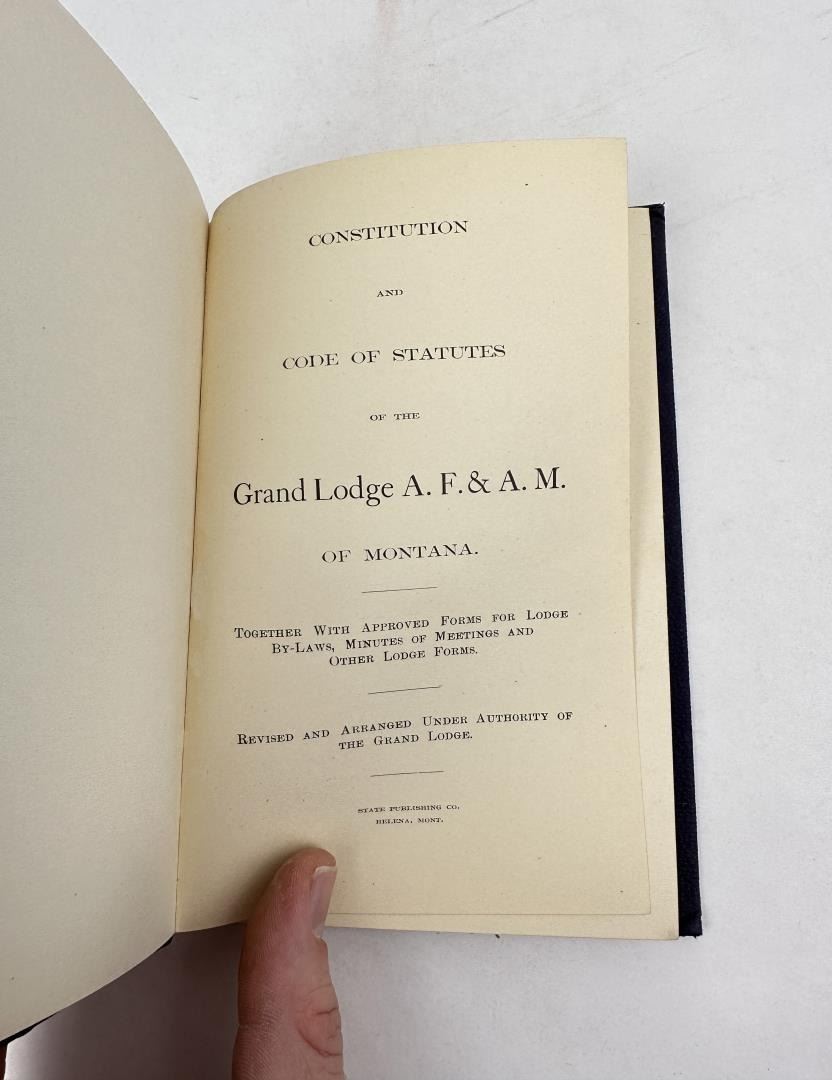 CONSTITUTION
AND
CODE OF STATUTES
OF THE
Grand Lodge A. F. & A. M.
OF MONTANA.
TOGETHER WITH APPROVED FORMS FOR LODGE
BY-LAWS, MINUTES OF MEETINGS AND
OTHER LODGE FORMS.
REVISED AND ARRANGED UNDER AUTHORITY OF
THE GRAND LODGE.
STATE PUBLISHING CO.
HELENA, MONT.